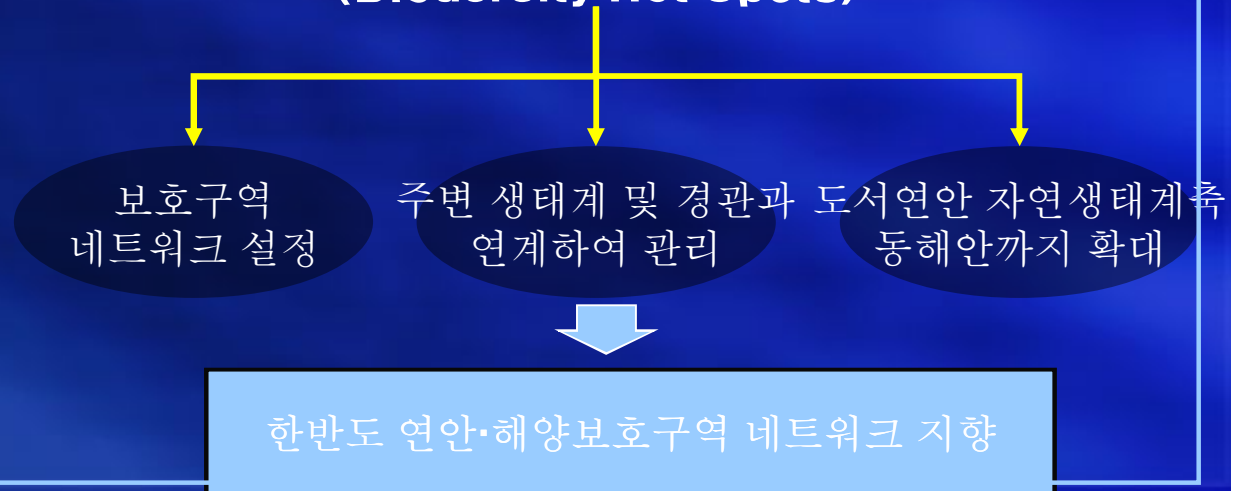 (Biodiersity Hot Spots)
보호구역
네트워크 설정
주변 생태계 및 경관과
연계하여 관리
도서연안 자연생태계축
동해안까지 확대
한반도 연안·해양보호구역 네트워크 지향